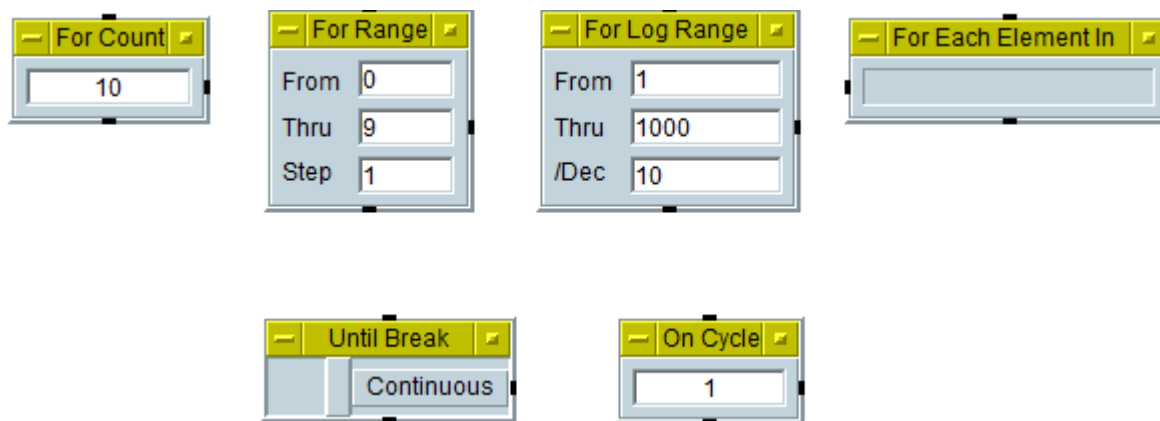 For Count
10
For Range
From 0
Thru 9
Step 1
For Log Range
From 1
Thru 1000
/Dec 10
For Each Element In
Until Break
Continuous
On Cycle
1